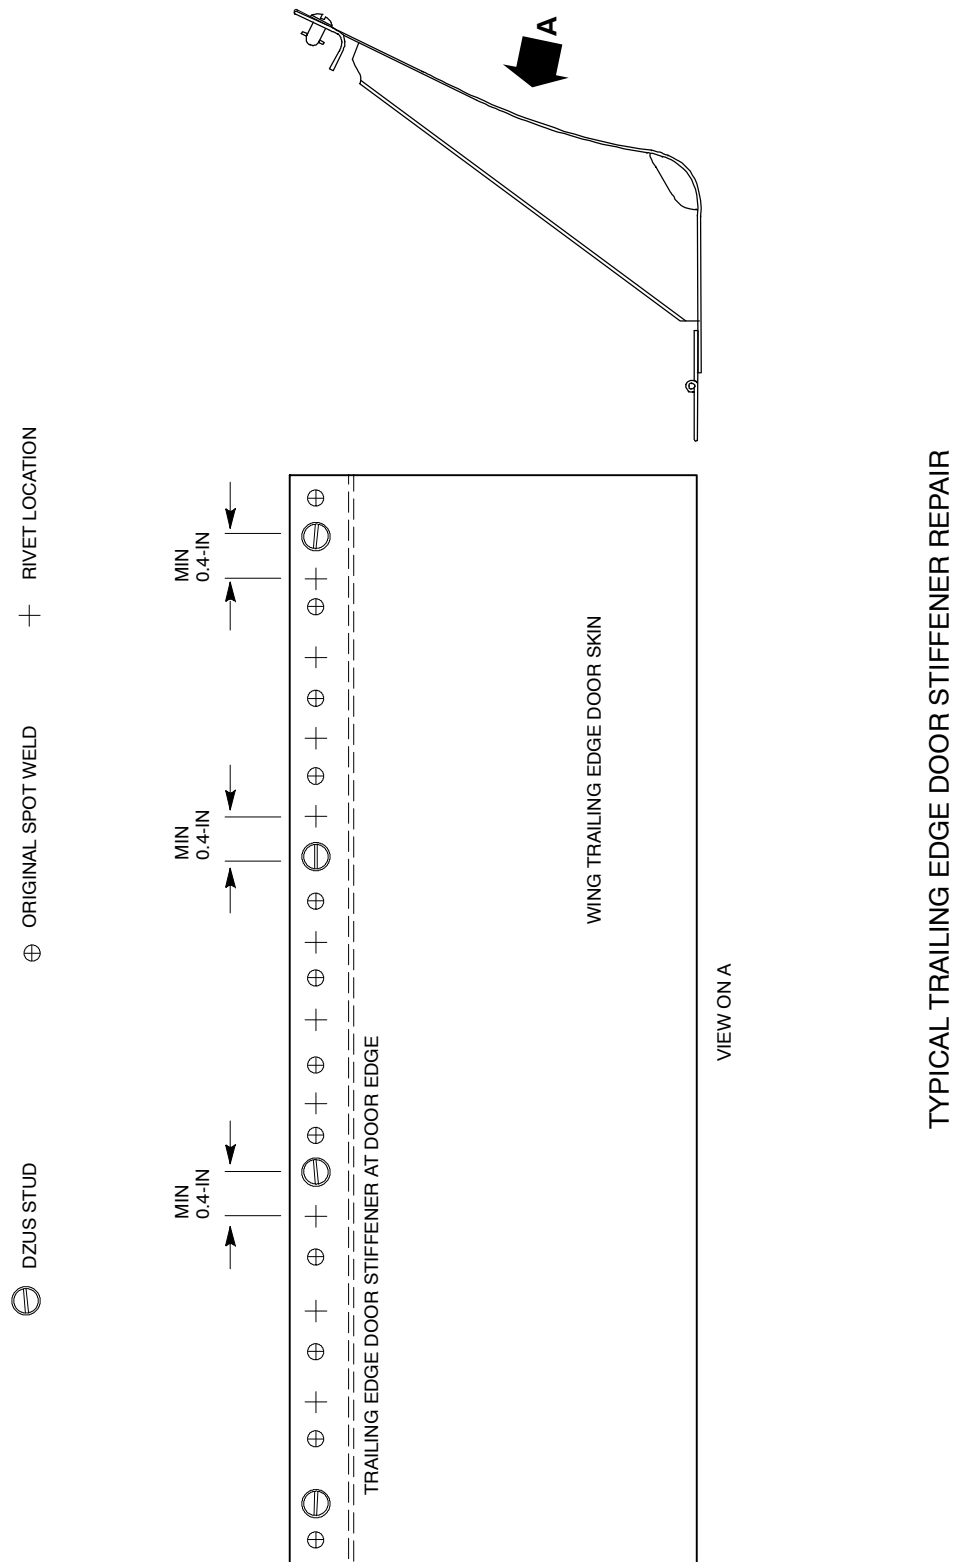 DZUS STUD
ORIGINAL SPOT WELD
RIVET LOCATION
MIN
0.4-IN
MIN
0.4-IN
MIN
0.4-IN
A
TRAILING EDGE DOOR STIFFENER AT DOOR EDGE
WING TRAILING EDGE DOOR SKIN
VIEW ON A
TYPICAL TRAILING EDGE DOOR STIFFENER REPAIR